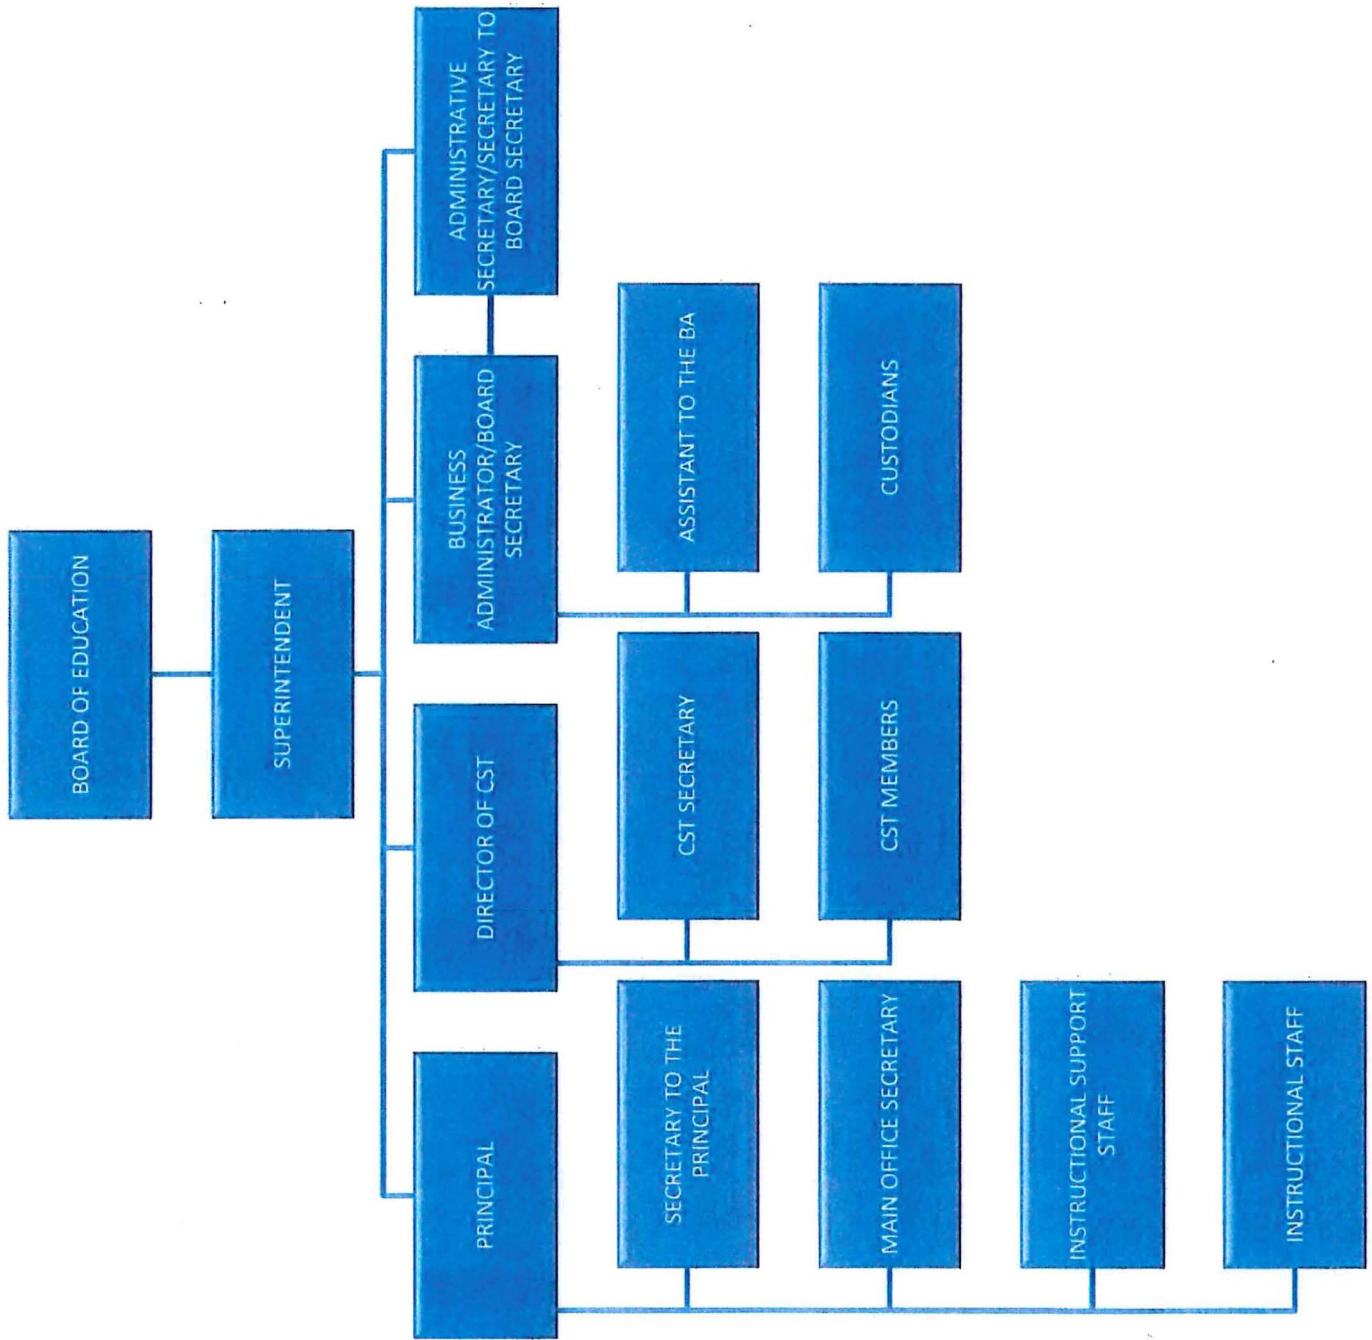 BOARD OF EDUCATION
SUPERINTENDENT
PRINCIPAL
DIRECTOR OF CST
BUSINESS
ADMINISTRATOR/BOARD
SECRETARY
ADMINISTRATIVE
SECRETARY/SECRETARY TO
BOARD SECRETARY
SECRETARY TO THE
PRINCIPAL
MAIN OFFICE SECRETARY
INSTRUCTIONAL SUPPORT
STAFF
INSTRUCTIONAL STAFF
CST SECRETARY
CST MEMBERS
ASSISTANT TO THE BA
CUSTODIANS